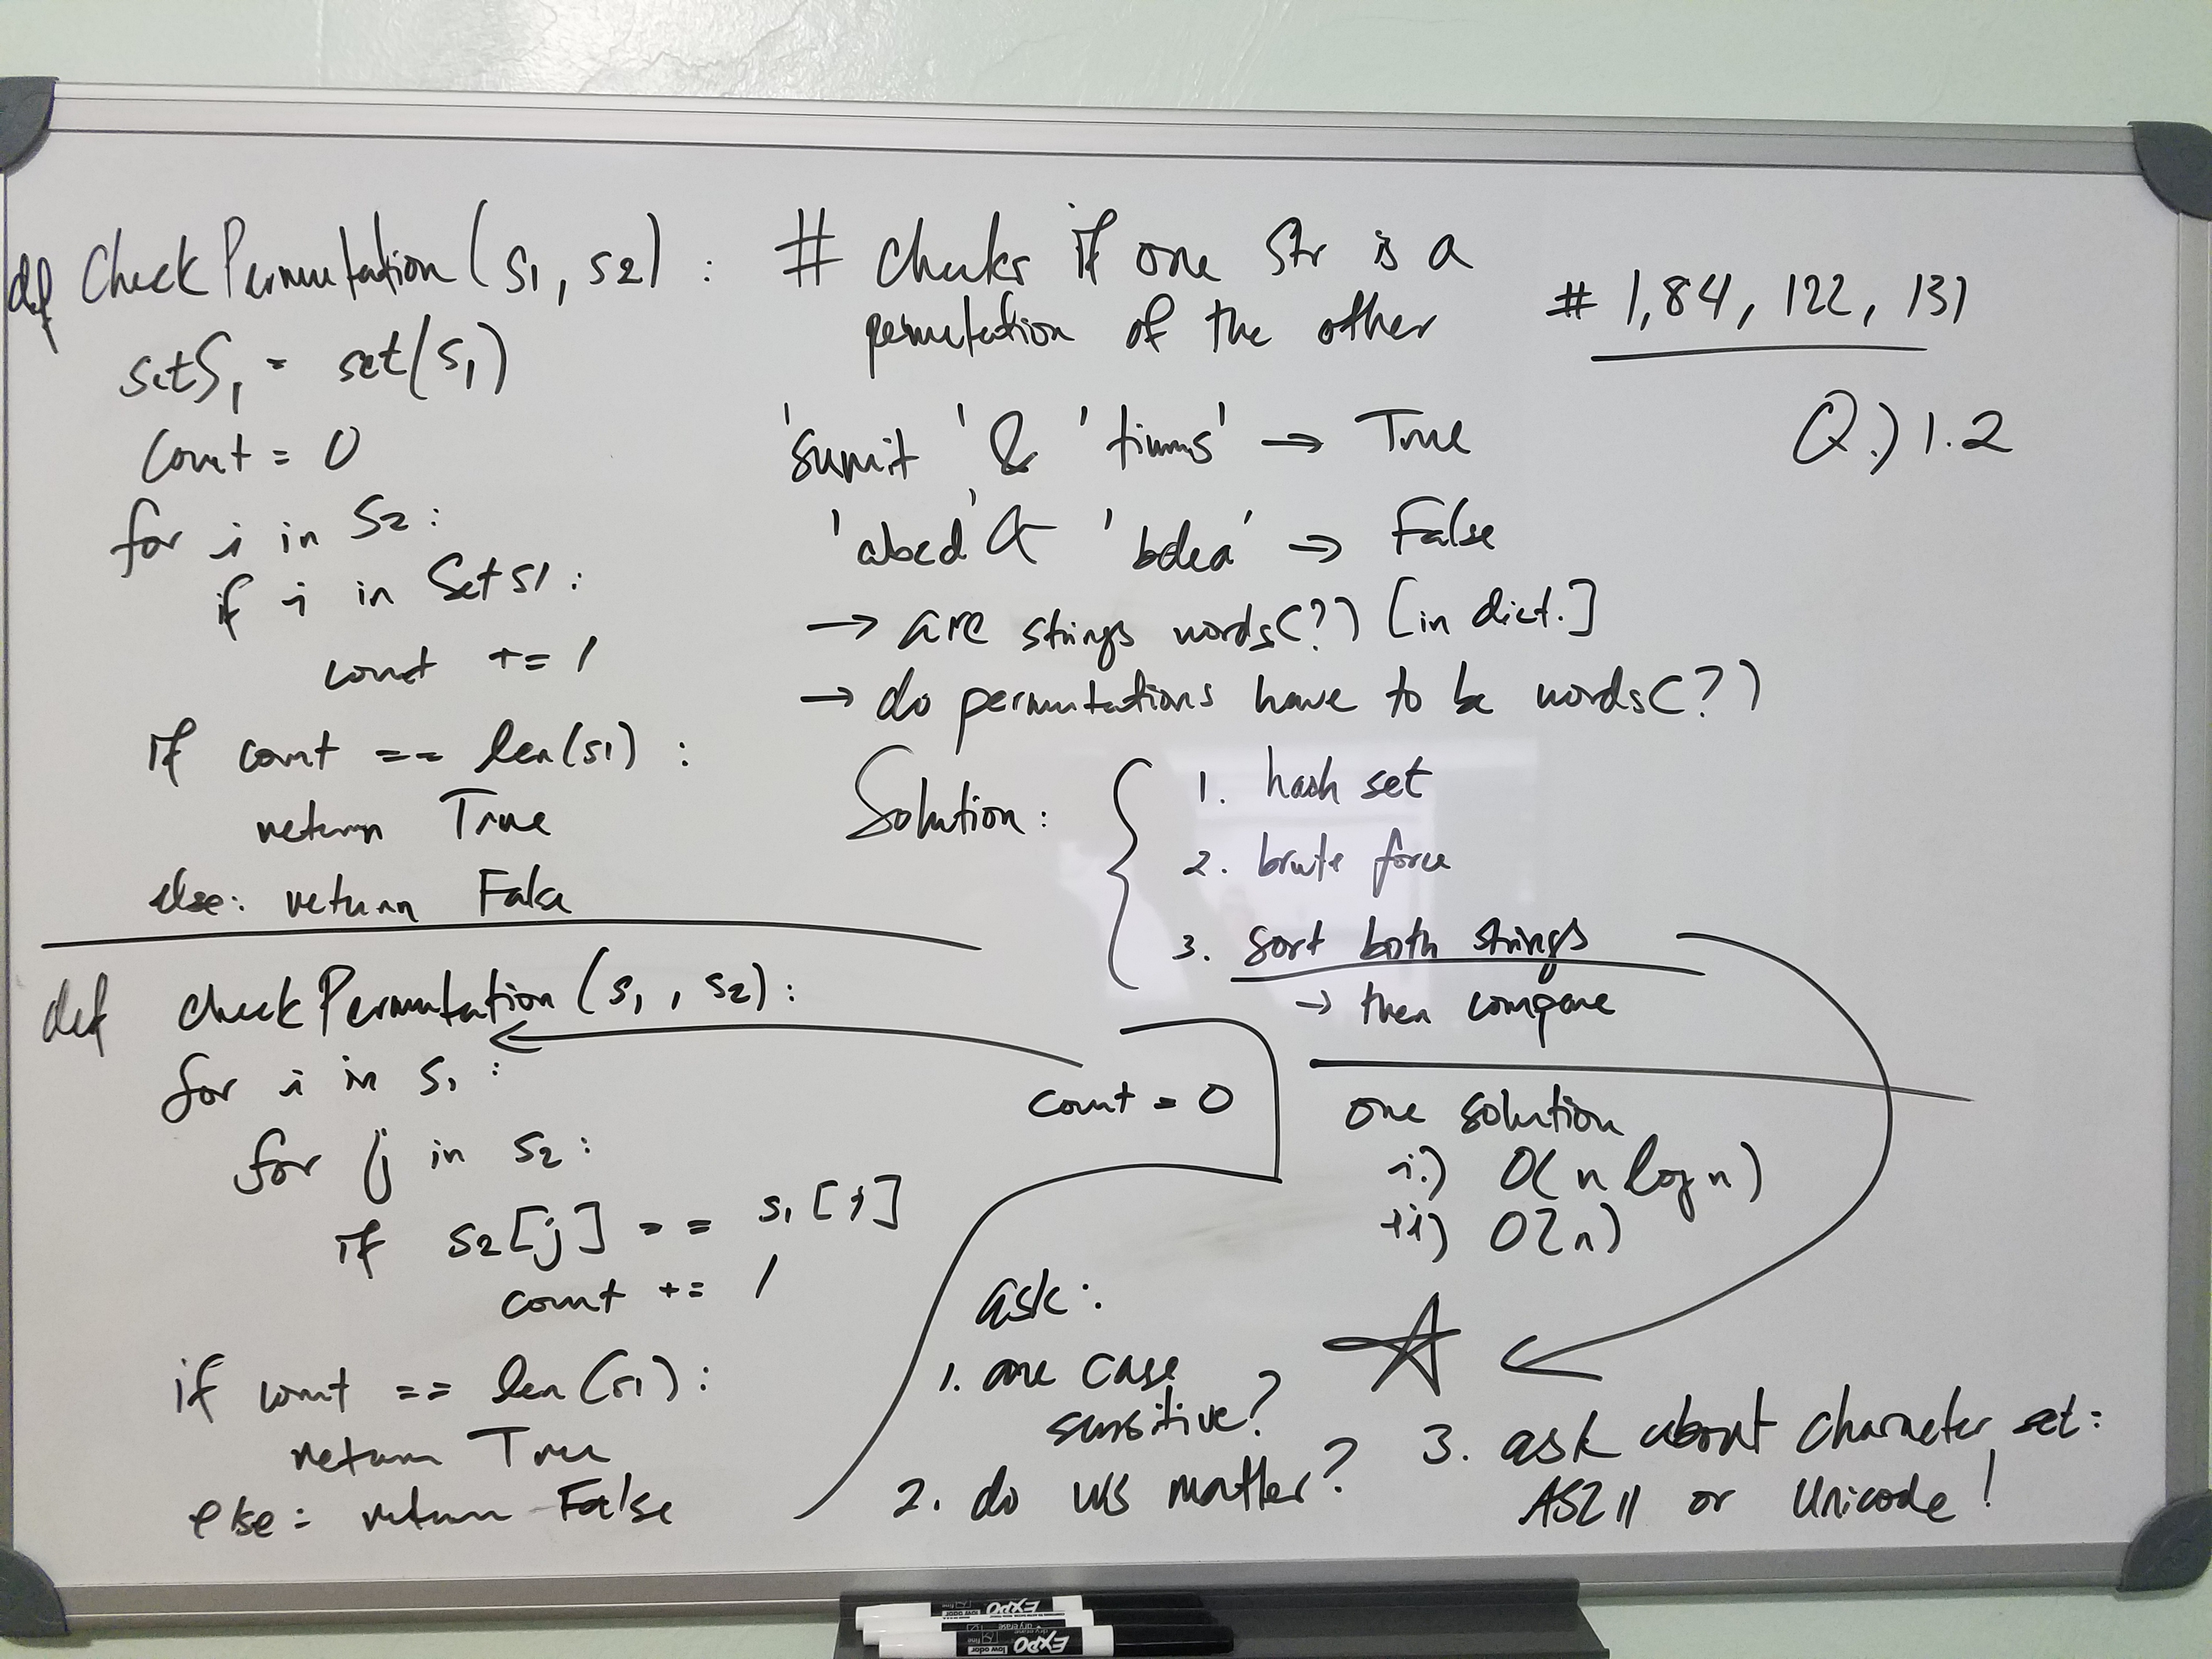 def CheckPermutation(s1, s2):
setS1 = set(s1)
count = 0
for i in s2:
if i in Sets1:
count += 1
if count == len(s1):
return True
else: return False
# checks if one str is a
permutation of the other
# 1,84, 122, 131
Q.) 1.2
'sumit' & 'tiums' → True
'abcd' & 'bdea' → False
→ are strings words(?) [in dict.]
→ do permutations have to be words(?)
Solution:
1. hash set
2. brute force
3. sort both strings
→ then compare
def checkPermutation(s1, s2):
count = 0
for i in s1:
for j in s2:
if s2[j] == s1[i]
count += 1
if count == len(s1):
return True
else: return False
one solution
i.) O(n log n)
ii) O(n)
ask:
1. are case
sensitive?
2. do ws matter?
3. ask about character set:
ASCII or Unicode!
EXPO
EXPO
low odor
dry erase
fine